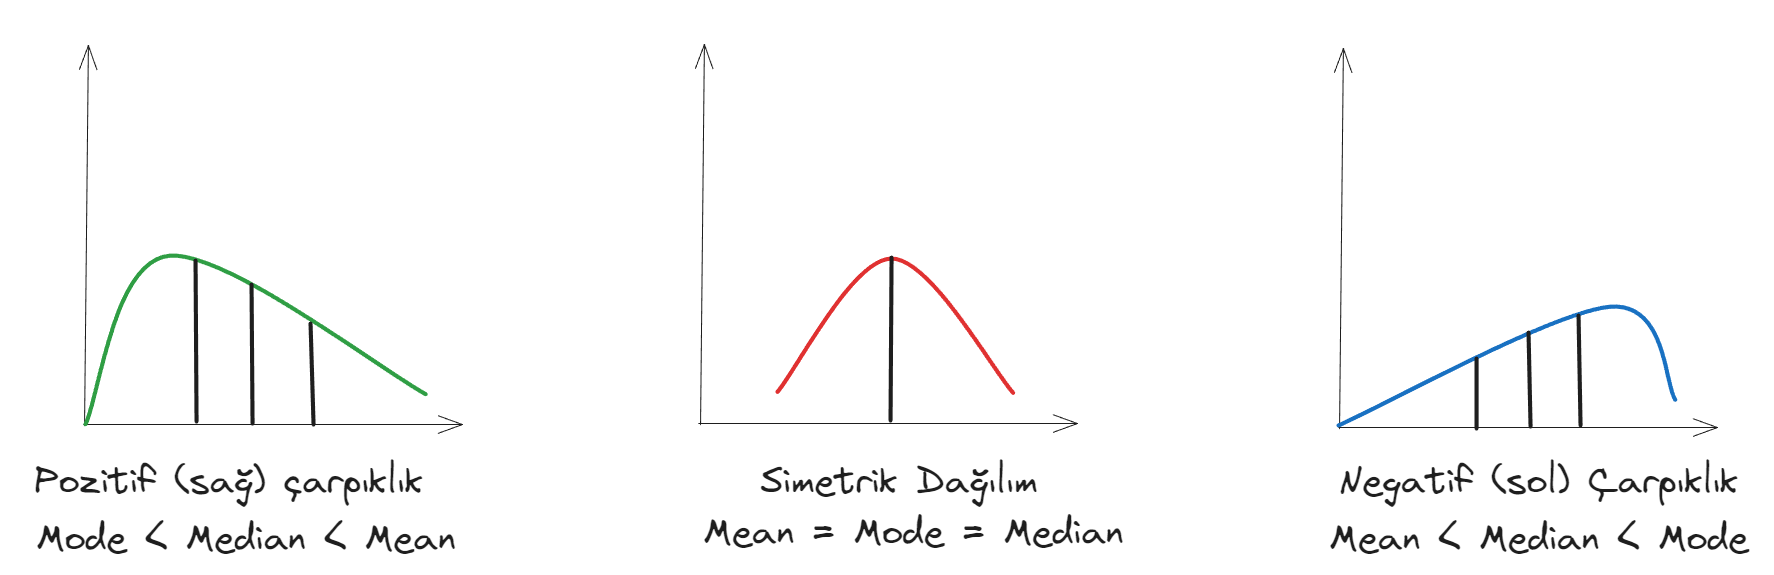 Pozitif (sağ) çarpıklık
Mode < Median < Mean
Simetrik Dağılım
Mean = Mode = Median
Negatif (sol) Çarpıklık
Mean < Median < Mode